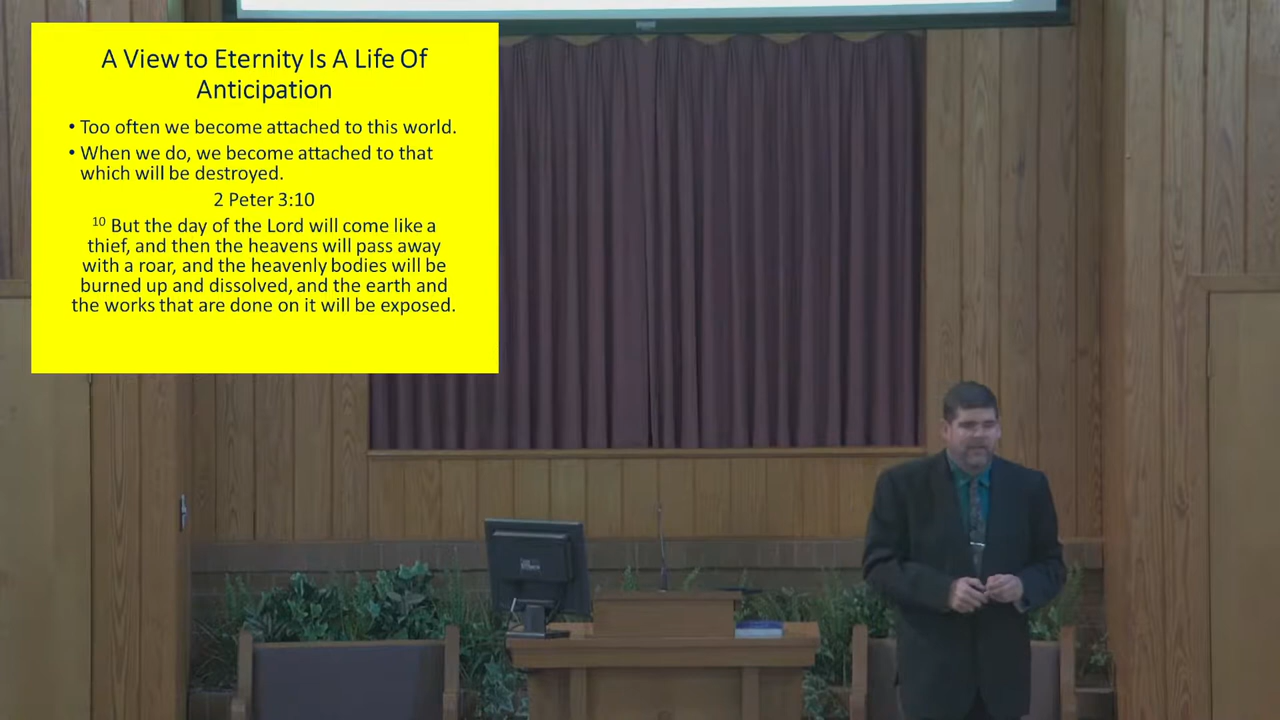 A View to Eternity Is A Life Of
Anticipation
• Too often we become attached to this world.
• When we do, we become attached to that
which will be destroyed.
2 Peter 3:10
10 But the day of the Lord will come like a
thief, and then the heavens will pass away
with a roar, and the heavenly bodies will be
burned up and dissolved, and the earth and
the works that are done on it will be exposed.